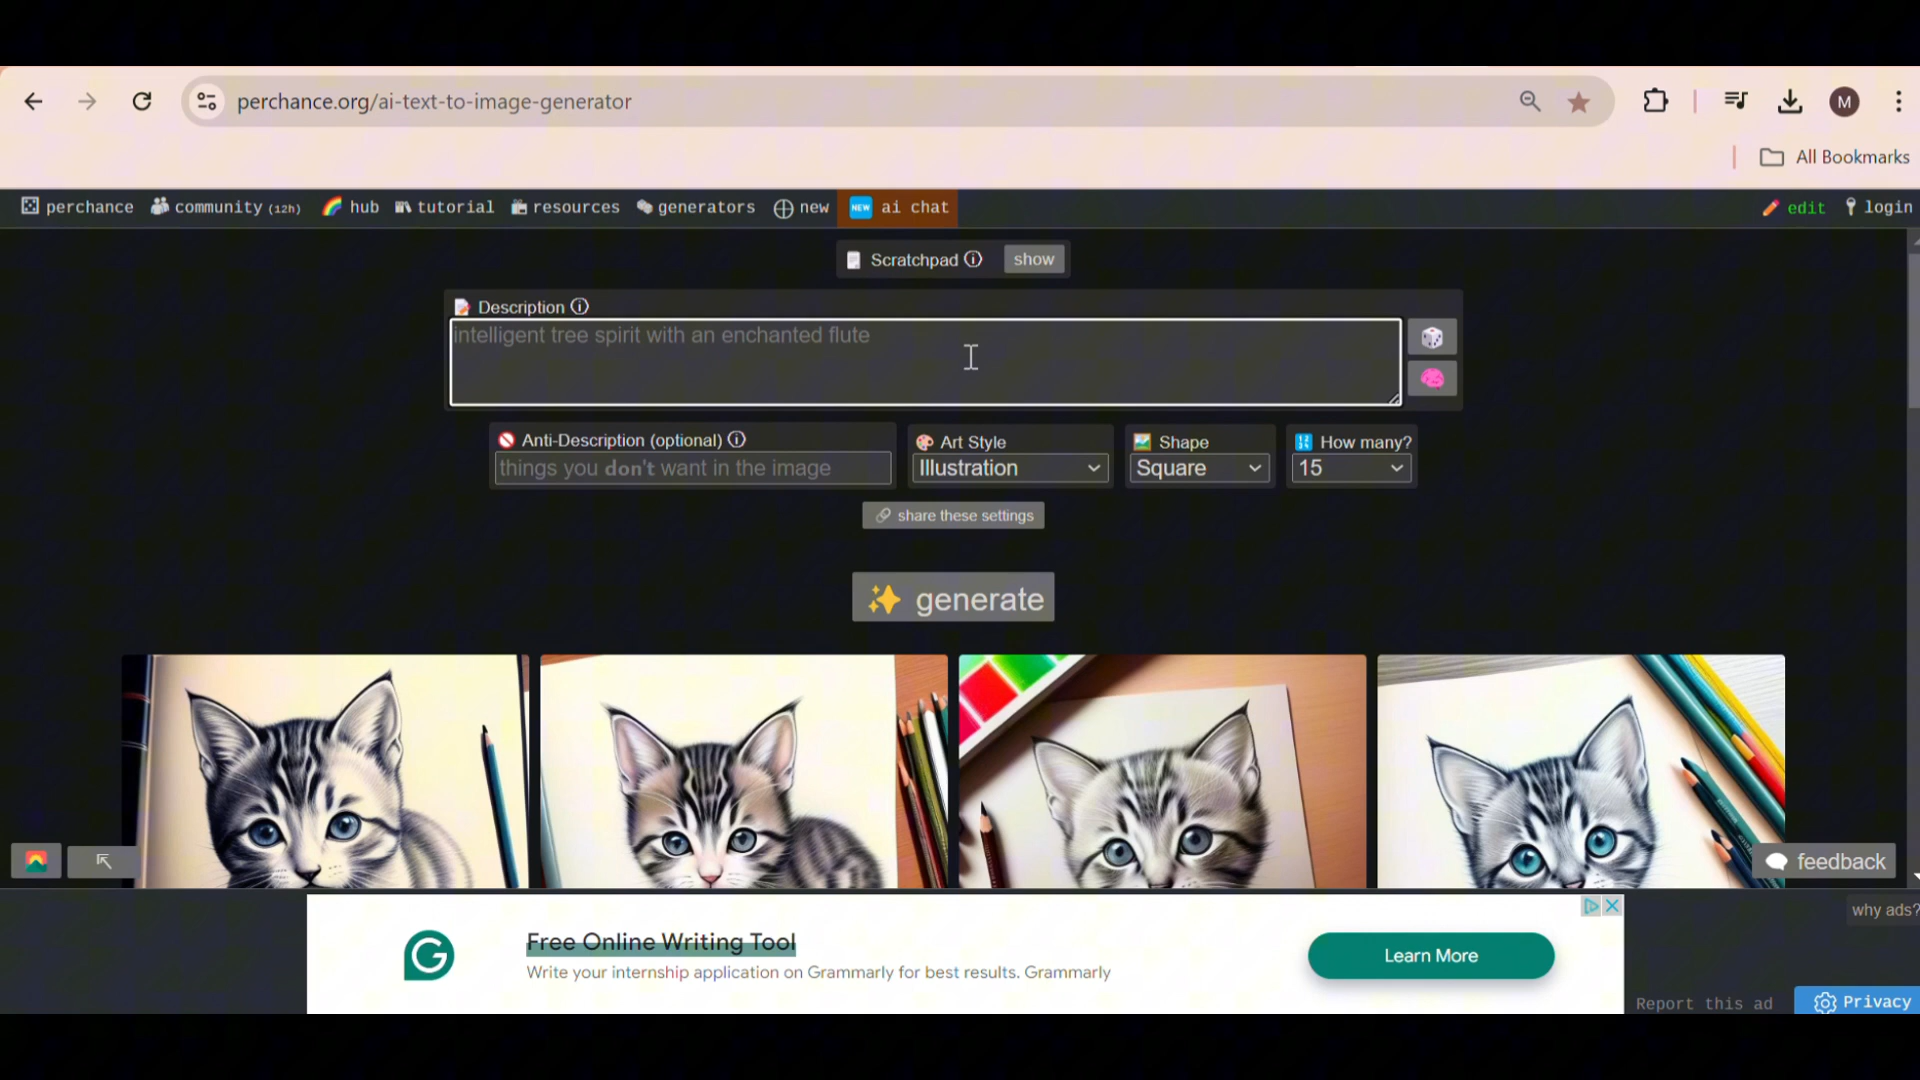 perchance.org/ai-text-to-image-generator
M
All Bookmarks
perchance community (12h) hub tutorial resources generators new NEW ai chat edit login
Scratchpad show
Description
intelligent tree spirit with an enchanted flute
Anti-Description (optional) Art Style Shape How many?
things you don't want in the image Illustration Square 15
share these settings
generate
feedback
why ads?
Free Online Writing Tool
Write your internship application on Grammarly for best results. Grammarly
Learn More
Report this ad
Privacy